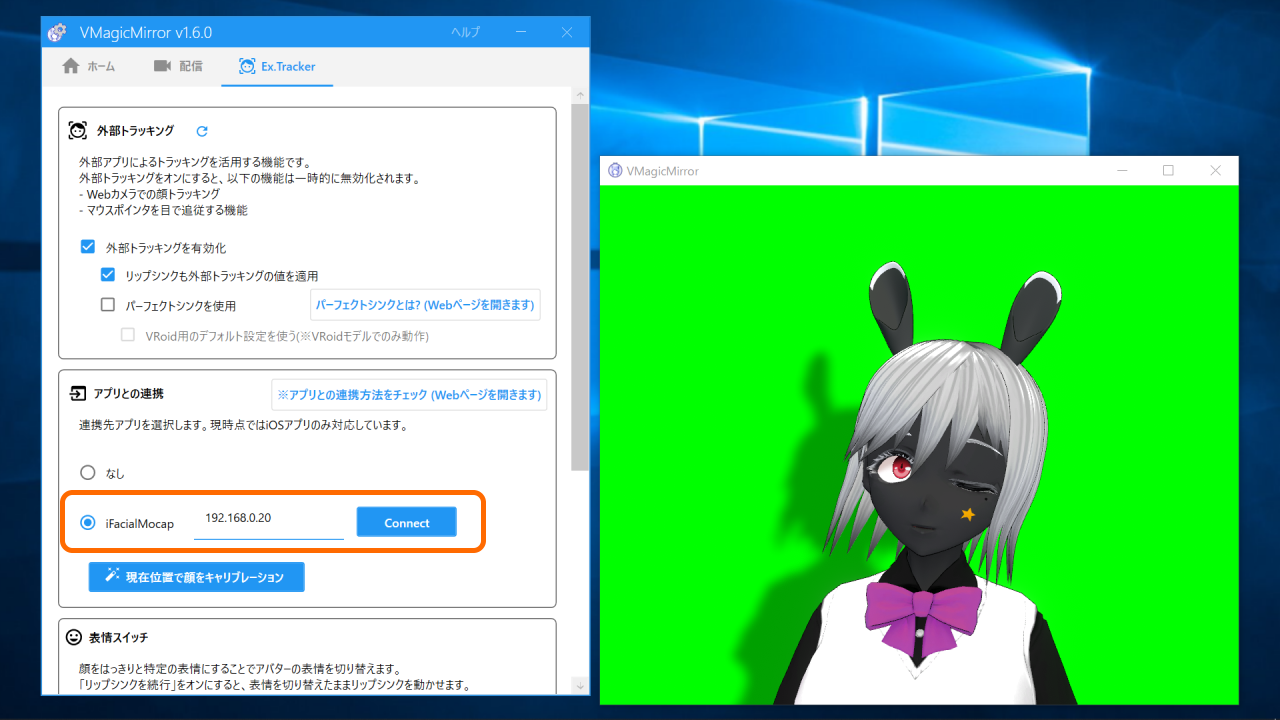 VMagicMirror v1.6.0
ヘルプ
ホーム
配信
Ex.Tracker
外部トラッキング
外部アプリによるトラッキングを活用する機能です。
外部トラッキングをオンにすると、以下の機能は一時的に無効化されます。
- Webカメラでの顔トラッキング
- マウスポインタを目で追従する機能
外部トラッキングを有効化
リップシンクも外部トラッキングの値を適用
パーフェクトシンクを使用
パーフェクトシンクとは? (Webページを開きます)
VRoid用のデフォルト設定を使う(※VRoidモデルでのみ動作)
アプリとの連携
※アプリとの連携方法をチェック (Webページを開きます)
連携先アプリを選択します。現時点ではiOSアプリのみ対応しています。
なし
iFacialMocap
192.168.0.20
Connect
現在位置で顔をキャリブレーション
表情スイッチ
顔をはっきりと特定の表情にすることでアバターの表情を切り替えます。
「リップシンクを続行」をオンにすると、表情を切り替えたままリップシンクを動かせます。
VMagicMirror